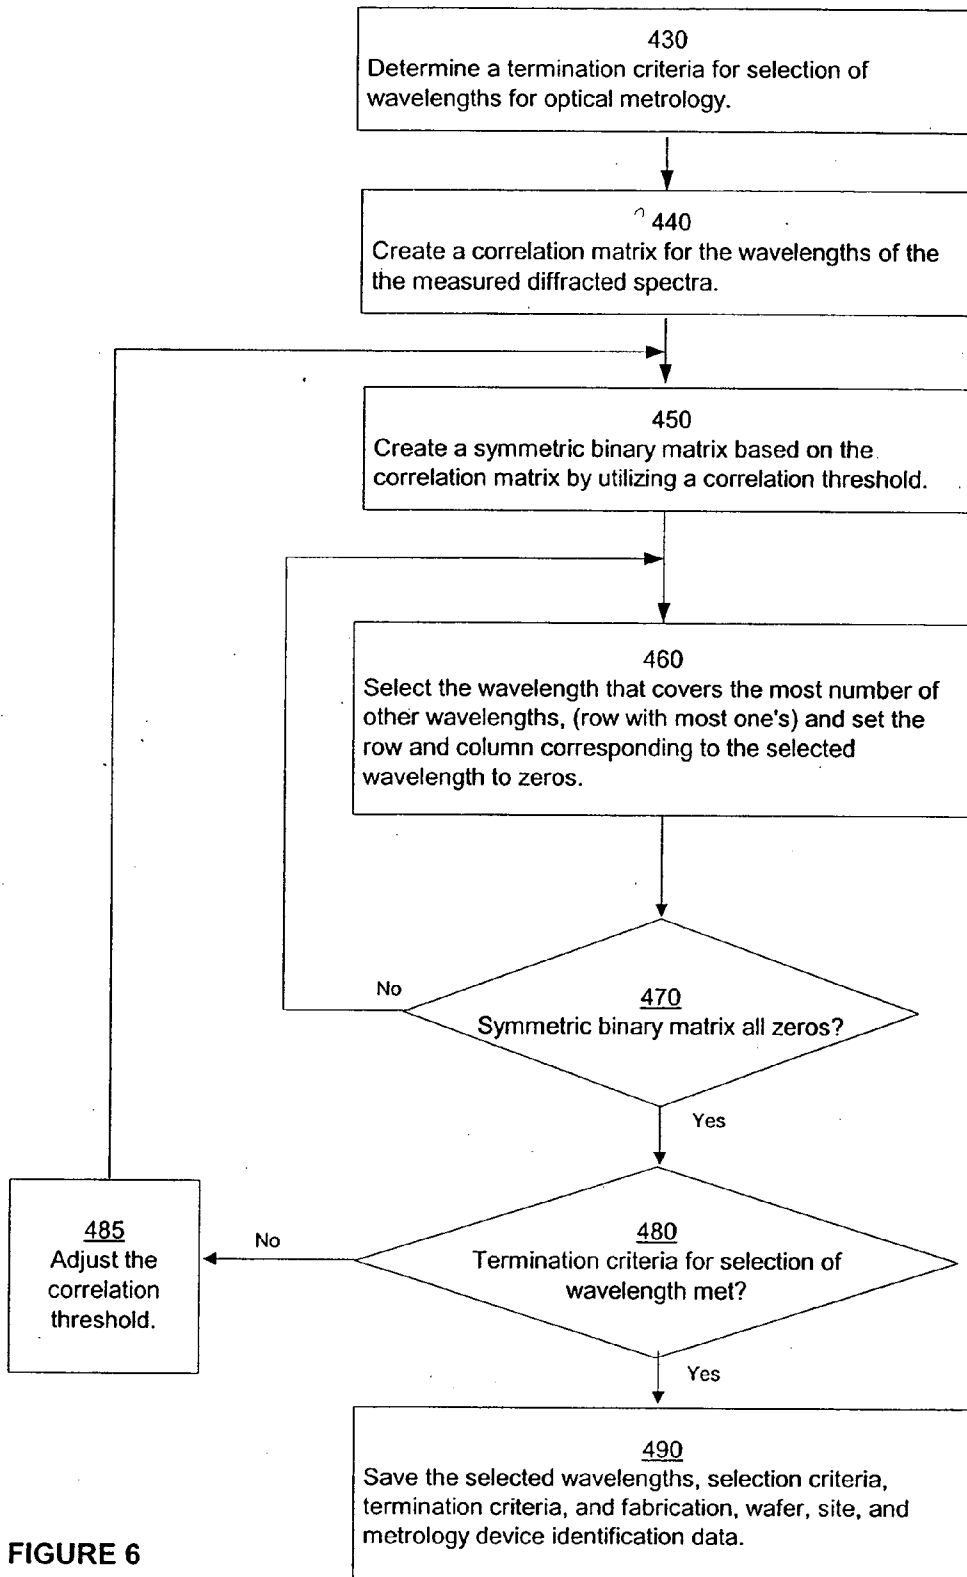 430
Determine a termination criteria for selection of
wavelengths for optical metrology.
440
Create a correlation matrix for the wavelengths of the
the measured diffracted spectra.
450
Create a symmetric binary matrix based on the
correlation matrix by utilizing a correlation threshold.
460
Select the wavelength that covers the most number of
other wavelengths, (row with most one's) and set the
row and column corresponding to the selected
wavelength to zeros.
No
470
Symmetric binary matrix all zeros?
Yes
485
Adjust the
correlation
threshold.
No
480
Termination criteria for selection of
wavelength met?
Yes
490
Save the selected wavelengths, selection criteria,
termination criteria, and fabrication, wafer, site, and
metrology device identification data.
FIGURE 6